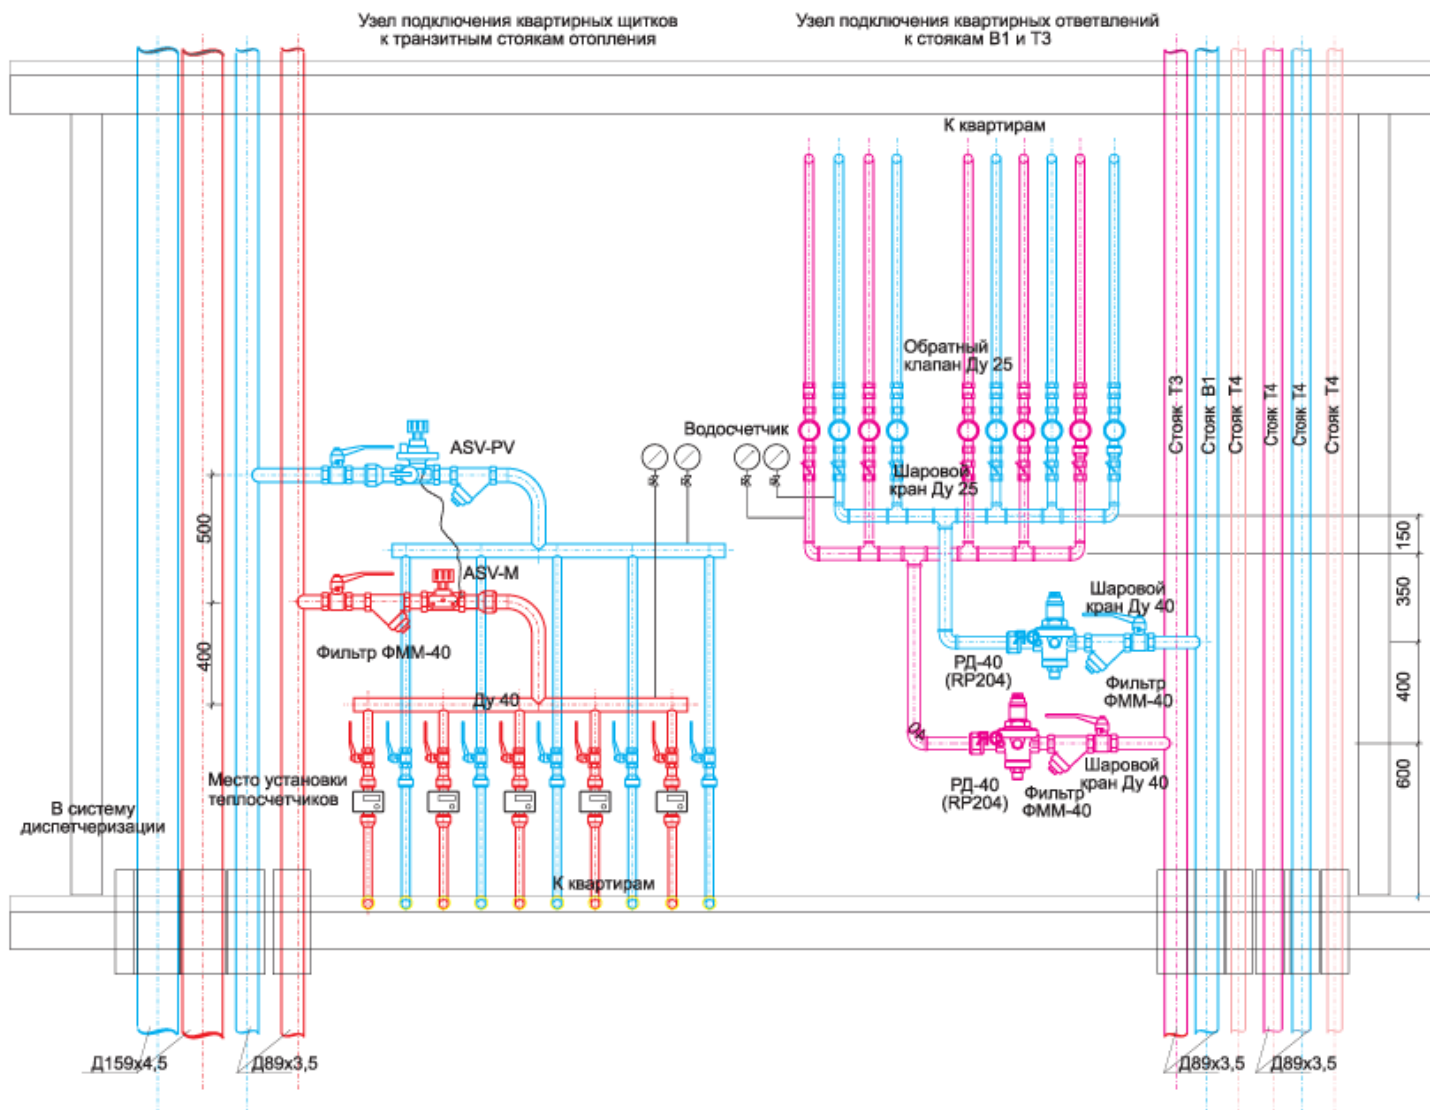 Узел подключения квартирных щитков
к транзитным стоякам отопления
Узел подключения квартирных ответвлений
к стоякам В1 и Т3
К квартирам
Обратный
клапан Ду 25
Водосчетчик
Шаровой
кран Ду 25
ASV-PV
ASV-M
500
400
Фильтр ФММ-40
Ду 40
Место установки
теплосчетчиков
В систему
диспетчеризации
К квартирам
Шаровой
кран Ду 40
РД-40
(RP204)
Фильтр
ФММ-40
Шаровой
кран Ду 40
РД-40
(RP204)
Фильтр
ФММ-40
Стояк Т3
Стояк В1
Стояк Т4
Стояк Т4
Стояк Т4
Стояк Т4
150
350
400
600
Д159х4,5
Д89х3,5
Д89х3,5
Д89х3,5